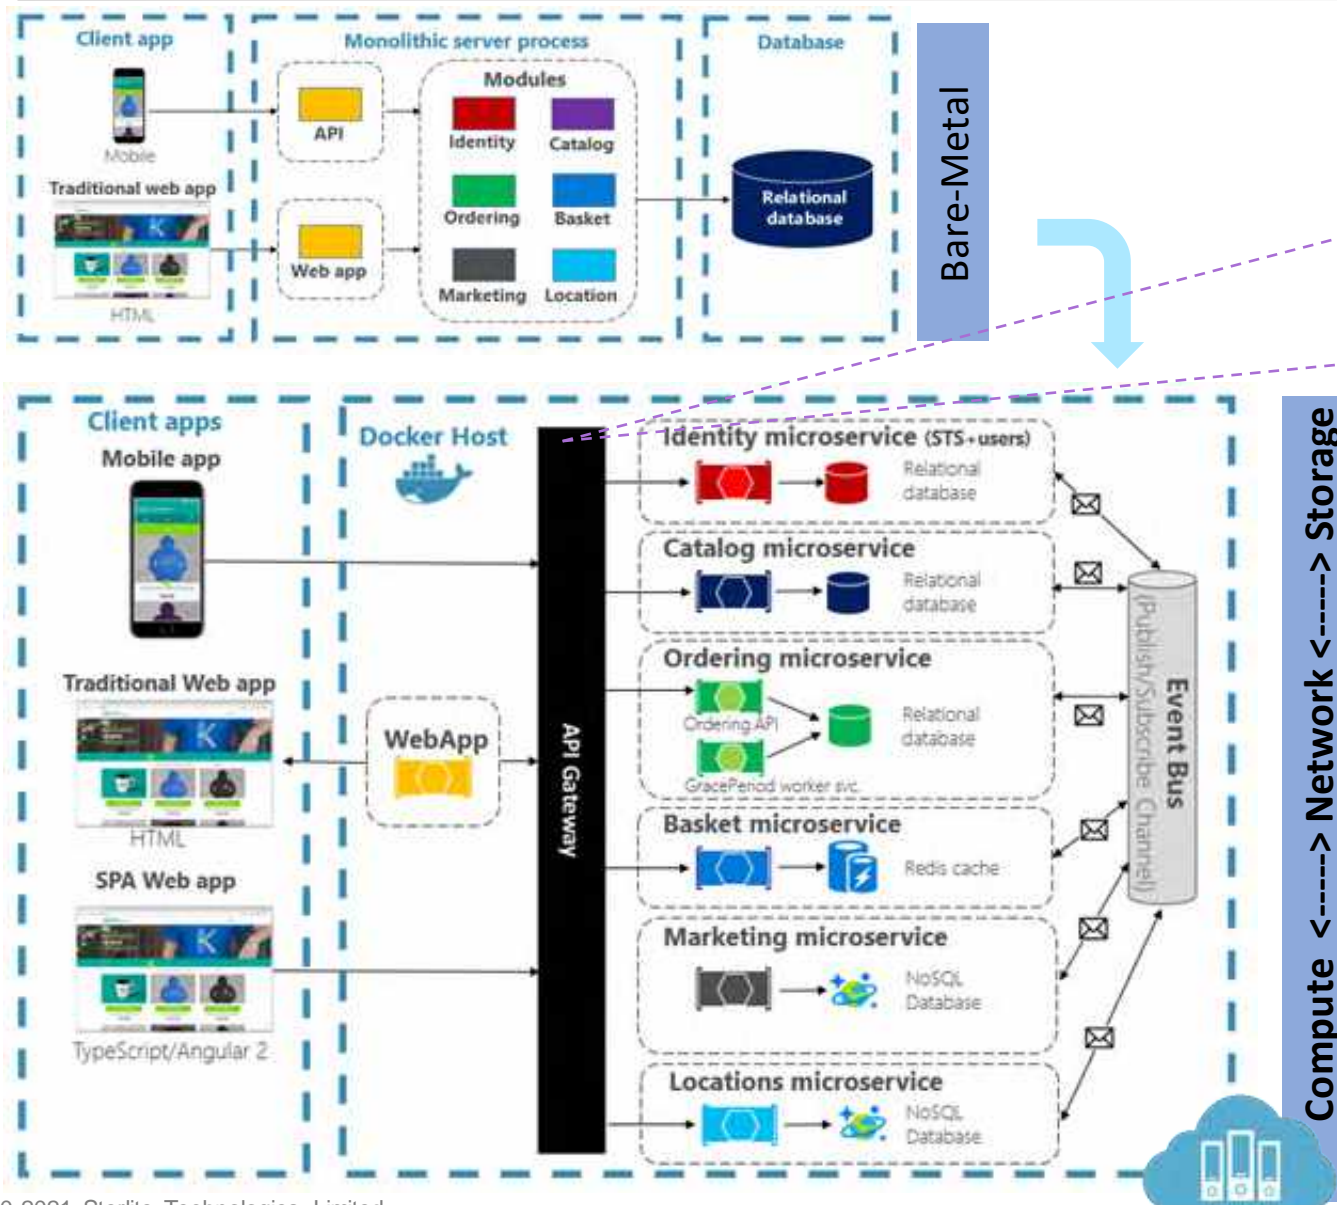 Client app
Mobile
Traditional web app
HTML
Monolithic server process
API
Web app
Modules
Identity
Catalog
Ordering
Basket
Marketing
Location
Database
Relational
database
Bare-Metal
Client apps
Mobile app
Traditional Web app
HTML
SPA Web app
TypeScript/Angular 2
Docker Host
WebApp
API Gateway
Identity microservice (STS+users)
Relational
database
Catalog microservice
Relational
database
Ordering microservice
Ordering API
GracePeriod worker svc.
Relational
database
Basket microservice
Redis cache
Marketing microservice
NoSQL
Database
Locations microservice
NoSQL
Database
Event Bus
(Publish/Subscribe Channel)
Compute <-----> Network <-----> Storage
2021 Sterlite Technologies Limited